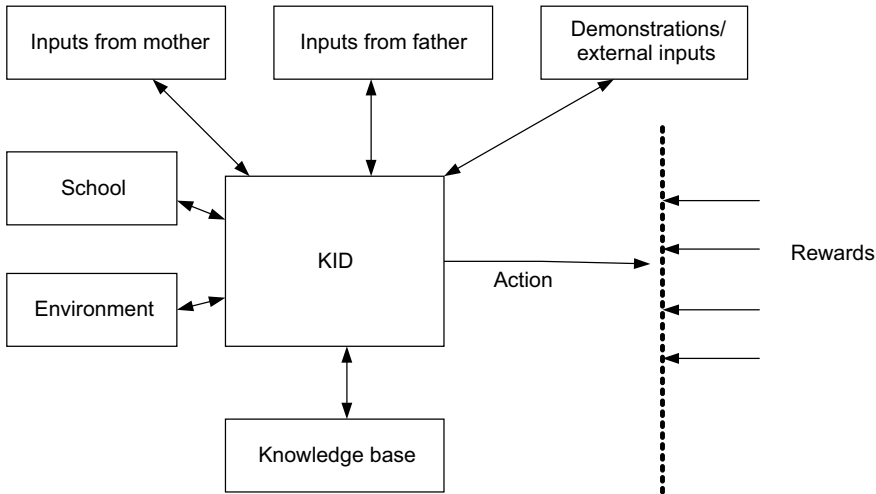 Inputs from mother
Inputs from father
Demonstrations/
external inputs
School
KID
Rewards
Action
Environment
Knowledge base